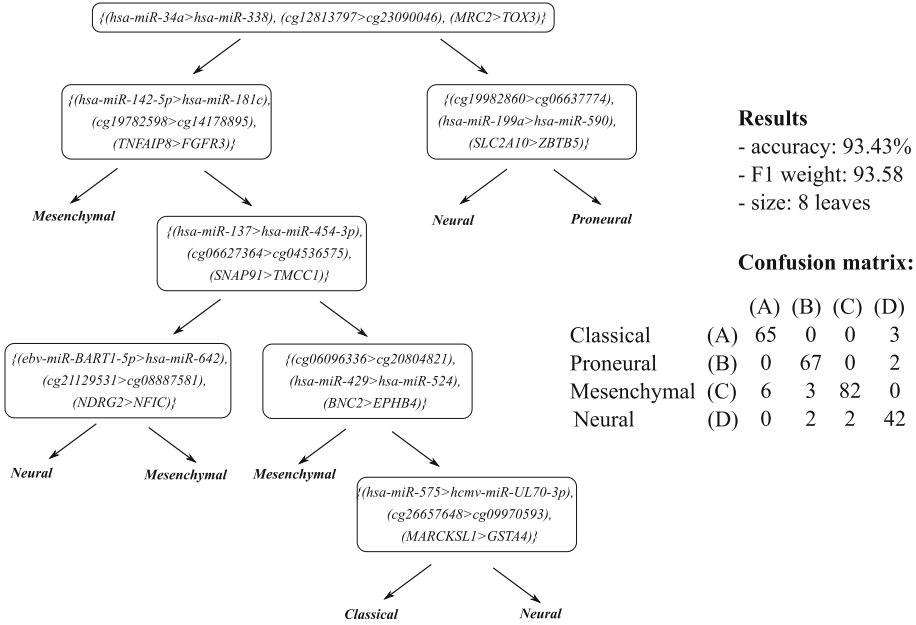 {(hsa-miR-34a>hsa-miR-338), (cg12813797>cg23090046), (MRC2>TOX3)}
{(hsa-miR-142-5p>hsa-miR-181c),
(cg19782598>cg14178895),
(TNFAIP8>FGFR3)}
{(cg19982860>cg06637774),
(hsa-miR-199a>hsa-miR-590),
(SLC2A10>ZBTB5)}
Mesenchymal
Neural
Proneural
{(hsa-miR-137>hsa-miR-454-3p),
(cg06627364>cg04536575),
(SNAP91>TMCC1)}
{(ebv-miR-BART1-5p>hsa-miR-642),
(cg21129531>cg08887581),
(NDRG2>NFIC)}
{(cg06096336>cg20804821),
(hsa-miR-429>hsa-miR-524),
(BNC2>EPHB4)}
Neural
Mesenchymal
Mesenchymal
{(hsa-miR-575>hcmv-miR-UL70-3p),
(cg26657648>cg09970593),
(MARCKSL1>GSTA4)}
Classical
Neural
Results
- accuracy: 93.43%
- F1 weight: 93.58
- size: 8 leaves
Confusion matrix:
(A) (B) (C) (D)
Classical (A) 65 0 0 3
Proneural (B) 0 67 0 2
Mesenchymal (C) 6 3 82 0
Neural (D) 0 2 2 42